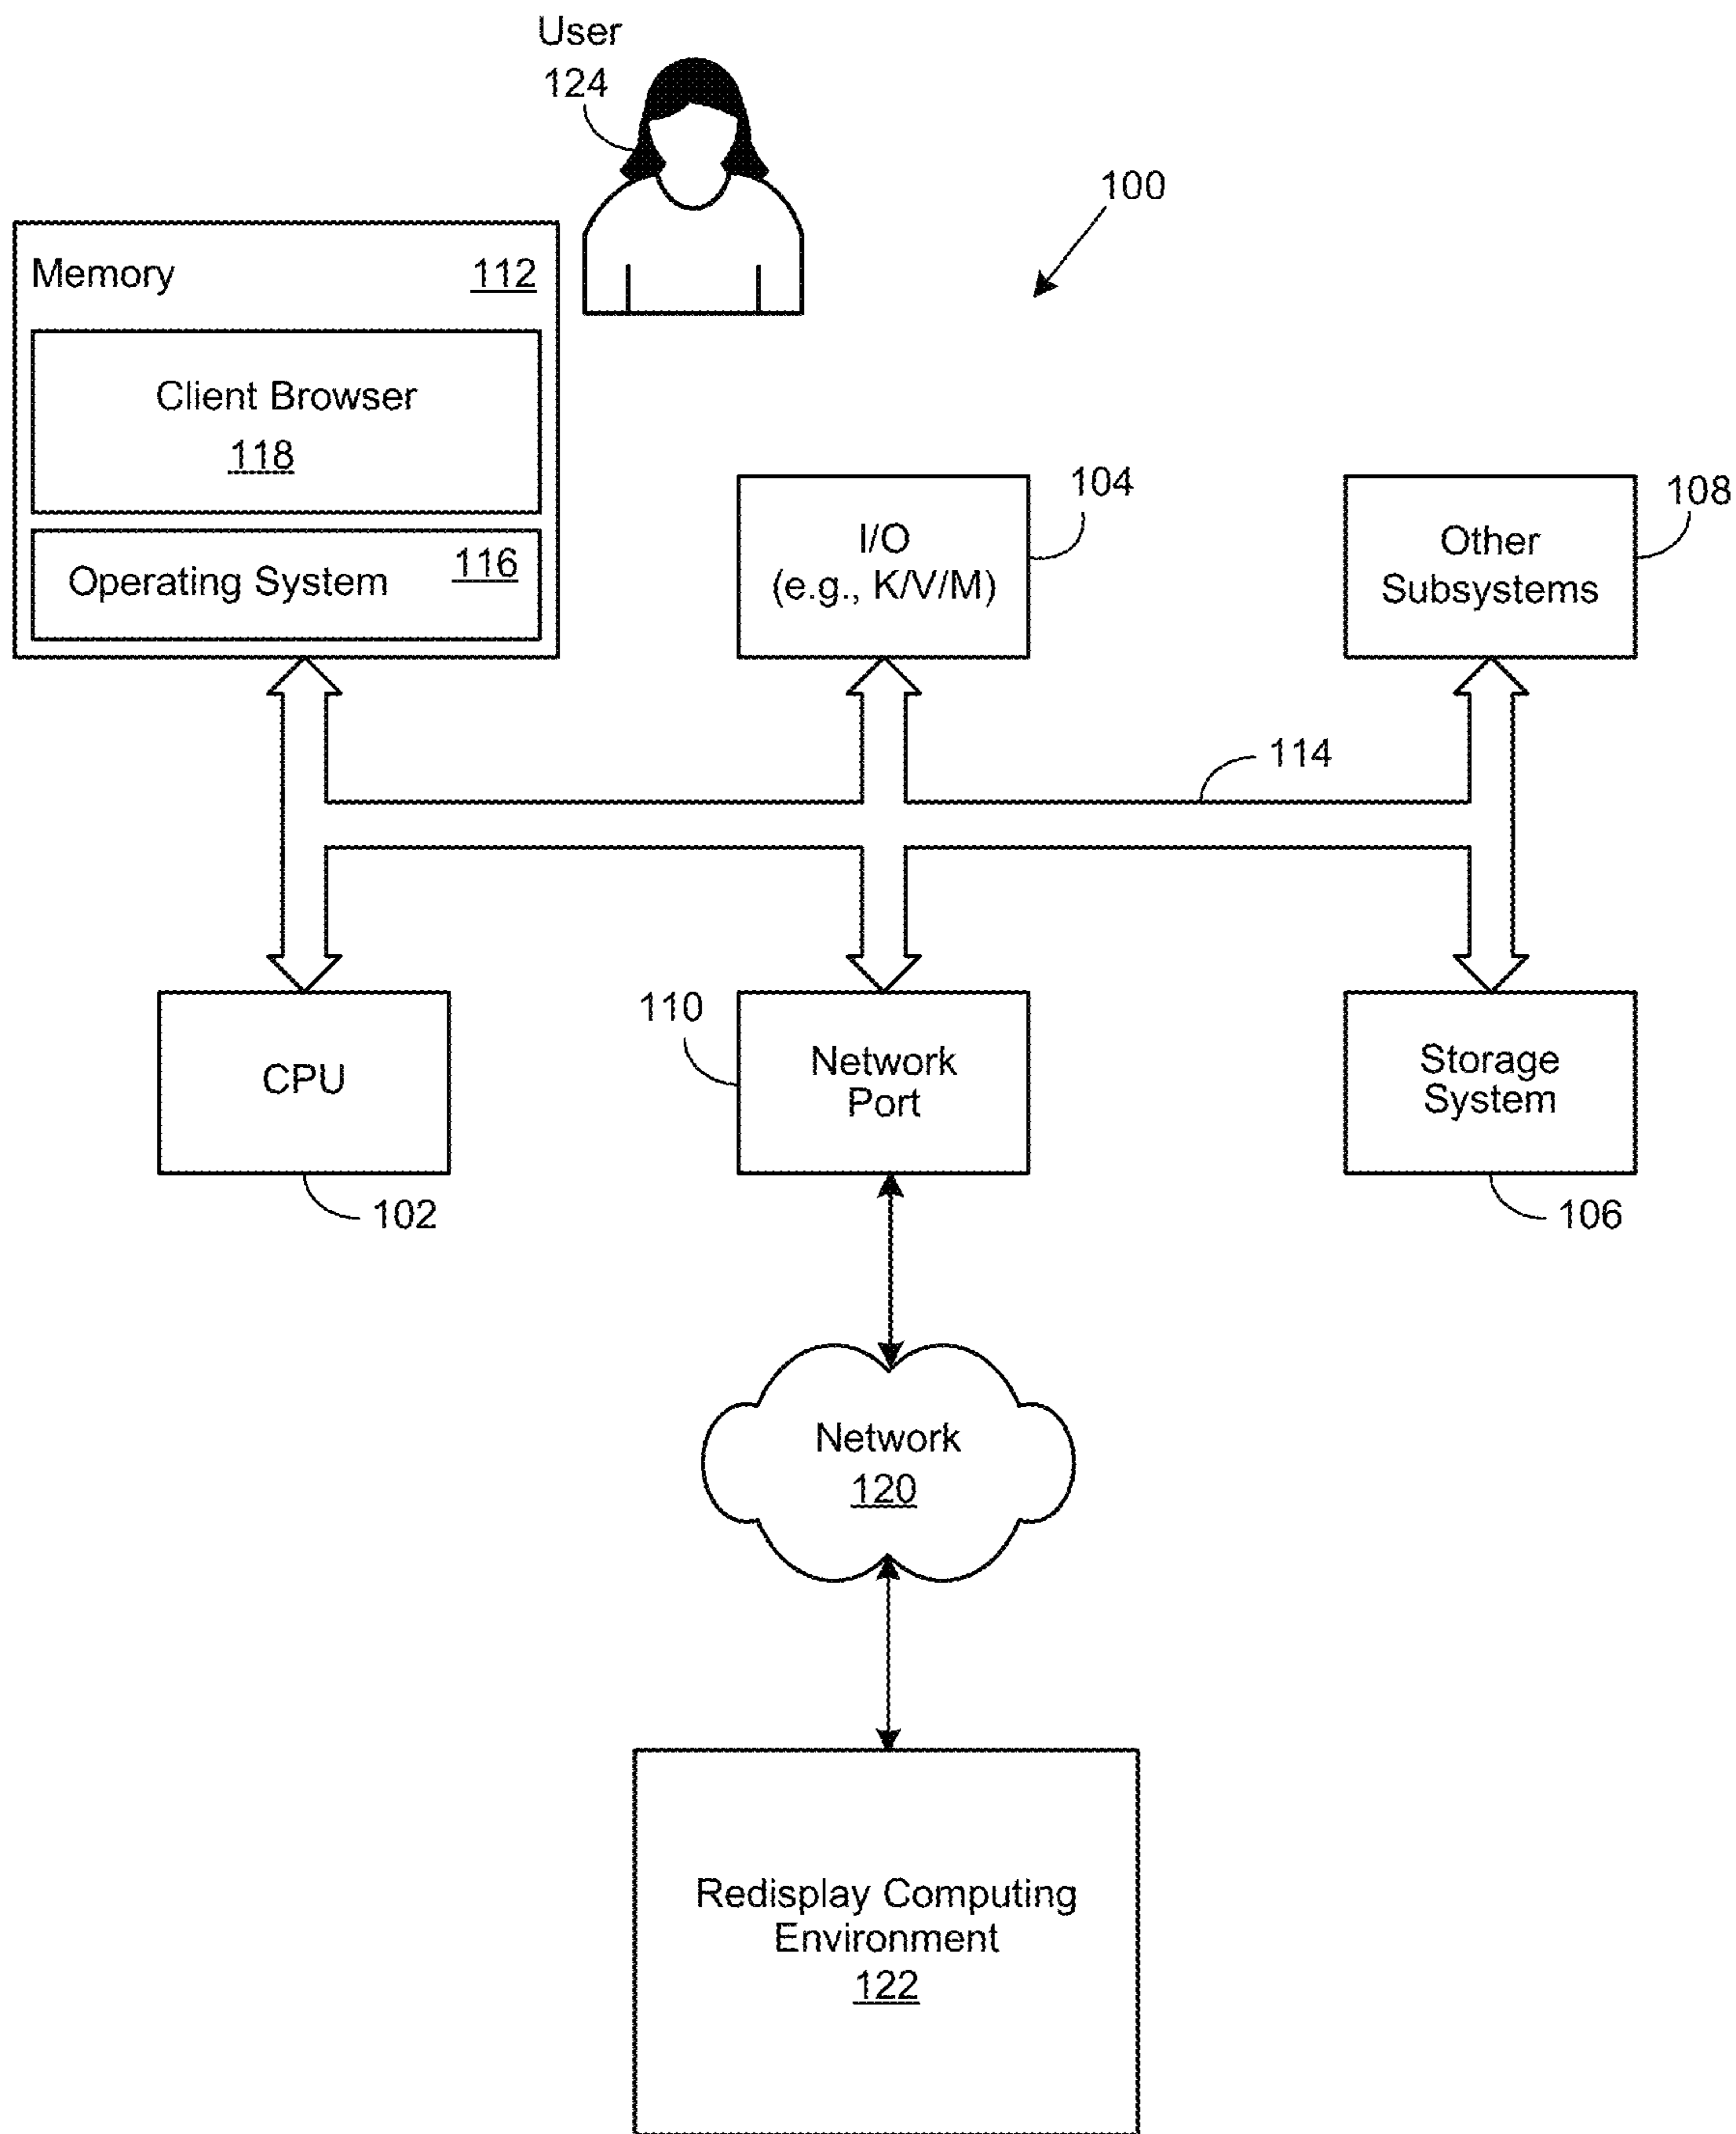 User
124
100
Memory
112
Client Browser
118
Operating System
116
I/O
(e.g., K/V/M)
104
Other
Subsystems
108
114
CPU
102
110
Network
Port
Storage
System
106
Network
120
Redisplay Computing
Environment
122